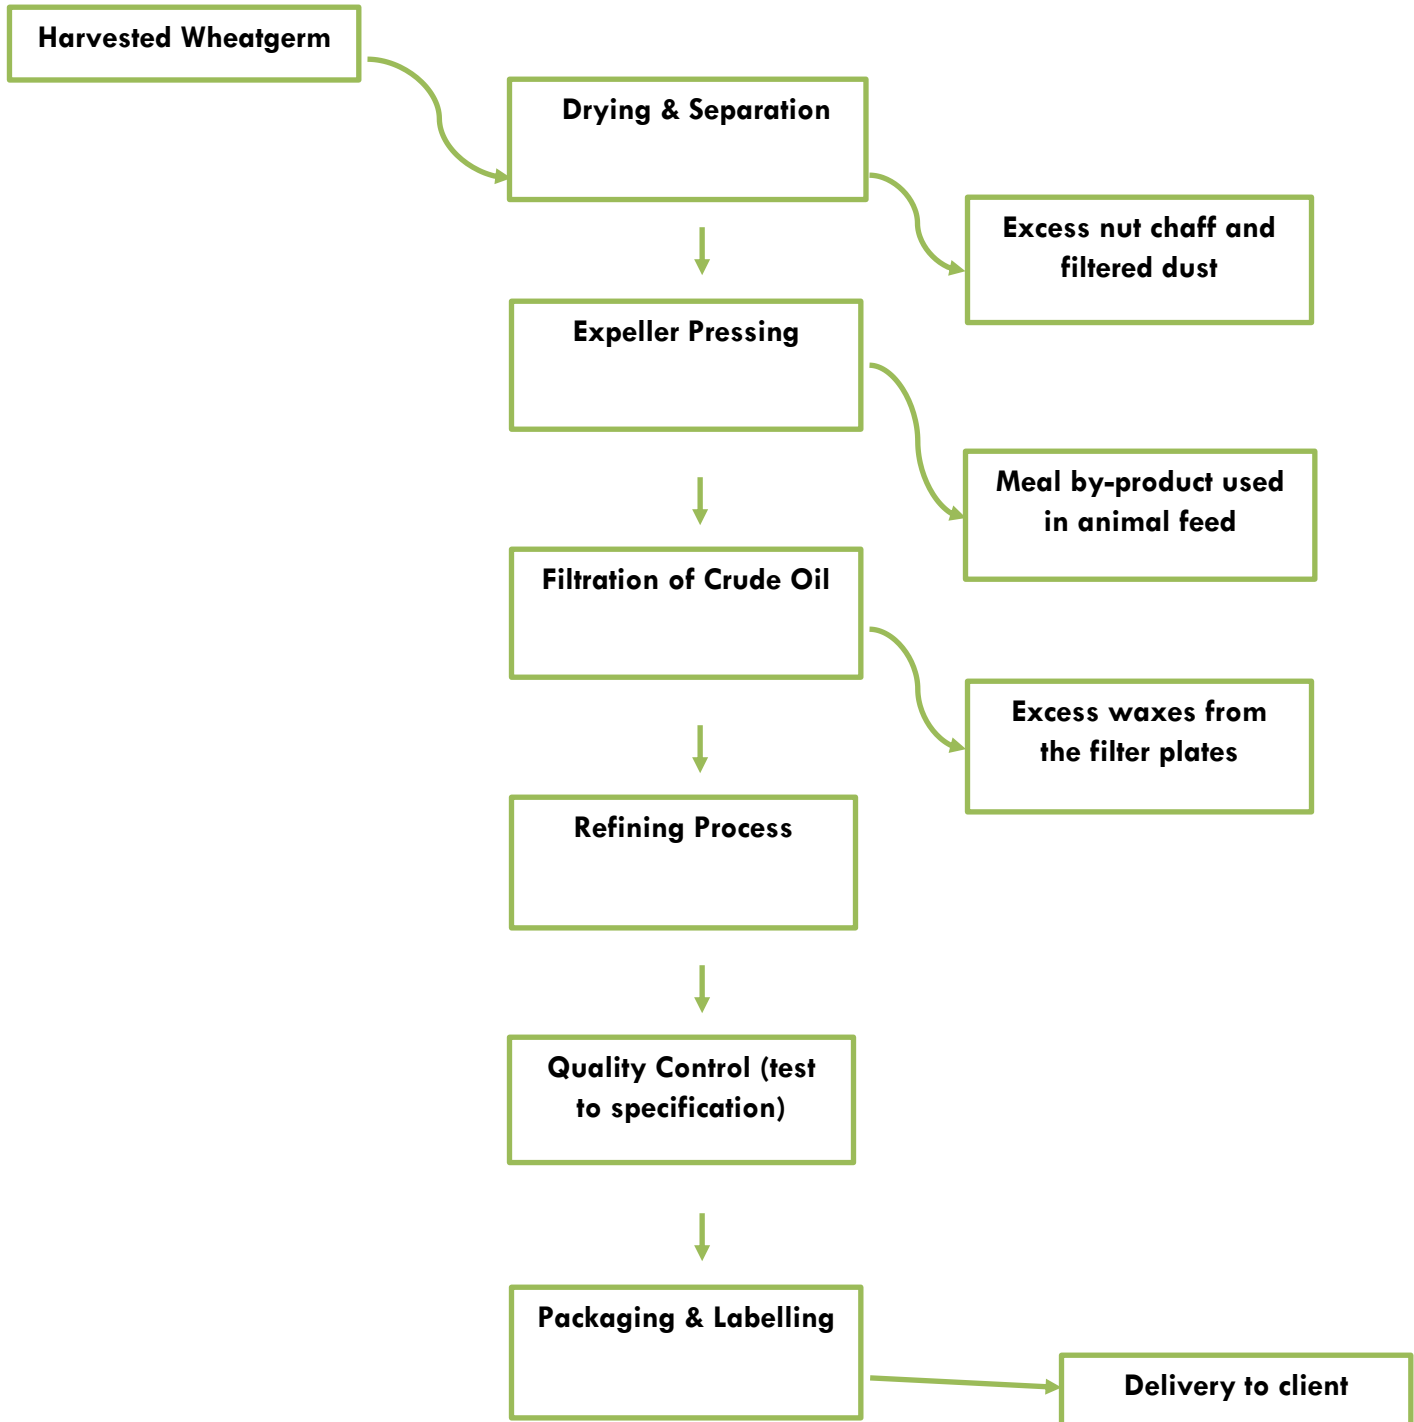 Harvested Wheatgerm
Drying & Separation
Excess nut chaff and
filtered dust
Expeller Pressing
Meal by-product used
in animal feed
Filtration of Crude Oil
Excess waxes from
the filter plates
Refining Process
Quality Control (test
to specification)
Packaging & Labelling
Delivery to client